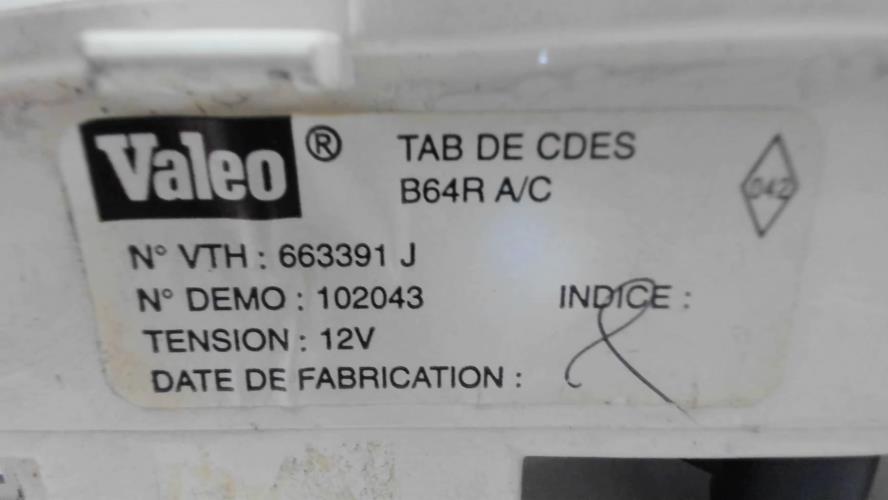 Valeo ® TAB DE CDES
B64R A/C
042
N° VTH : 663391 J
N° DEMO : 102043
INDICE :
TENSION : 12V
DATE DE FABRICATION :